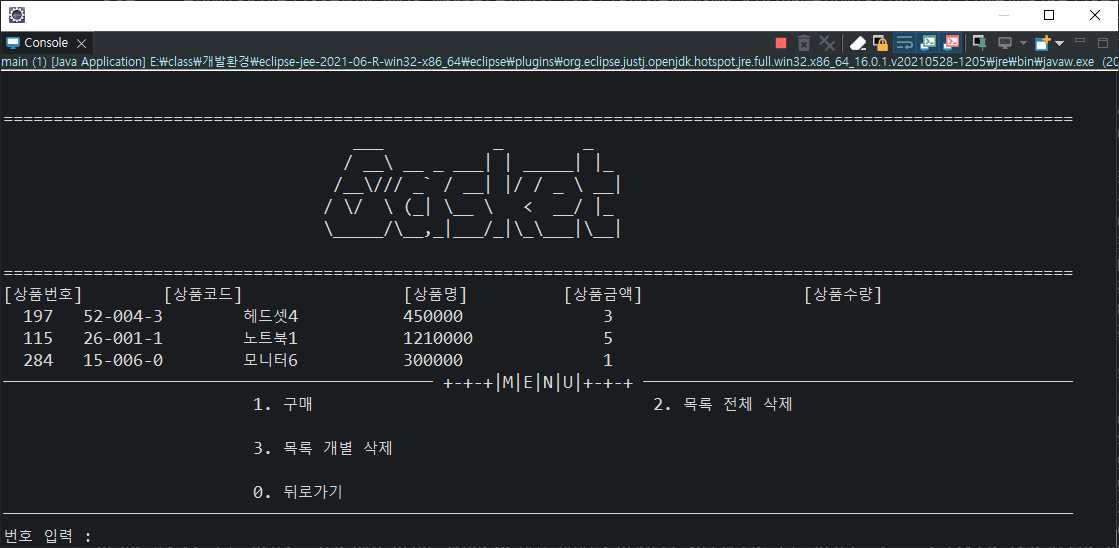 Console
main (1) [Java Application] E:₩class₩개발환경₩eclipse-jee-2021-06-R-win32-x86_64₩eclipse₩plugins₩org.eclipse.justj.openjdk.hotspot.jre.full.win32.x86_64_16.0.1.v20210528-1205₩jre₩bin₩javaw.exe (20
Basket
[상품번호] [상품코드] [상품명] [상품금액] [상품수량]
197 52-004-3 헤드셋4 450000 3
115 26-001-1 노트북1 1210000 5
284 15-006-0 모니터6 300000 1
+-+-+|M|E|N|U|+-+-+
1. 구매 2. 목록 전체 삭제
3. 목록 개별 삭제
0. 뒤로가기
번호 입력 :